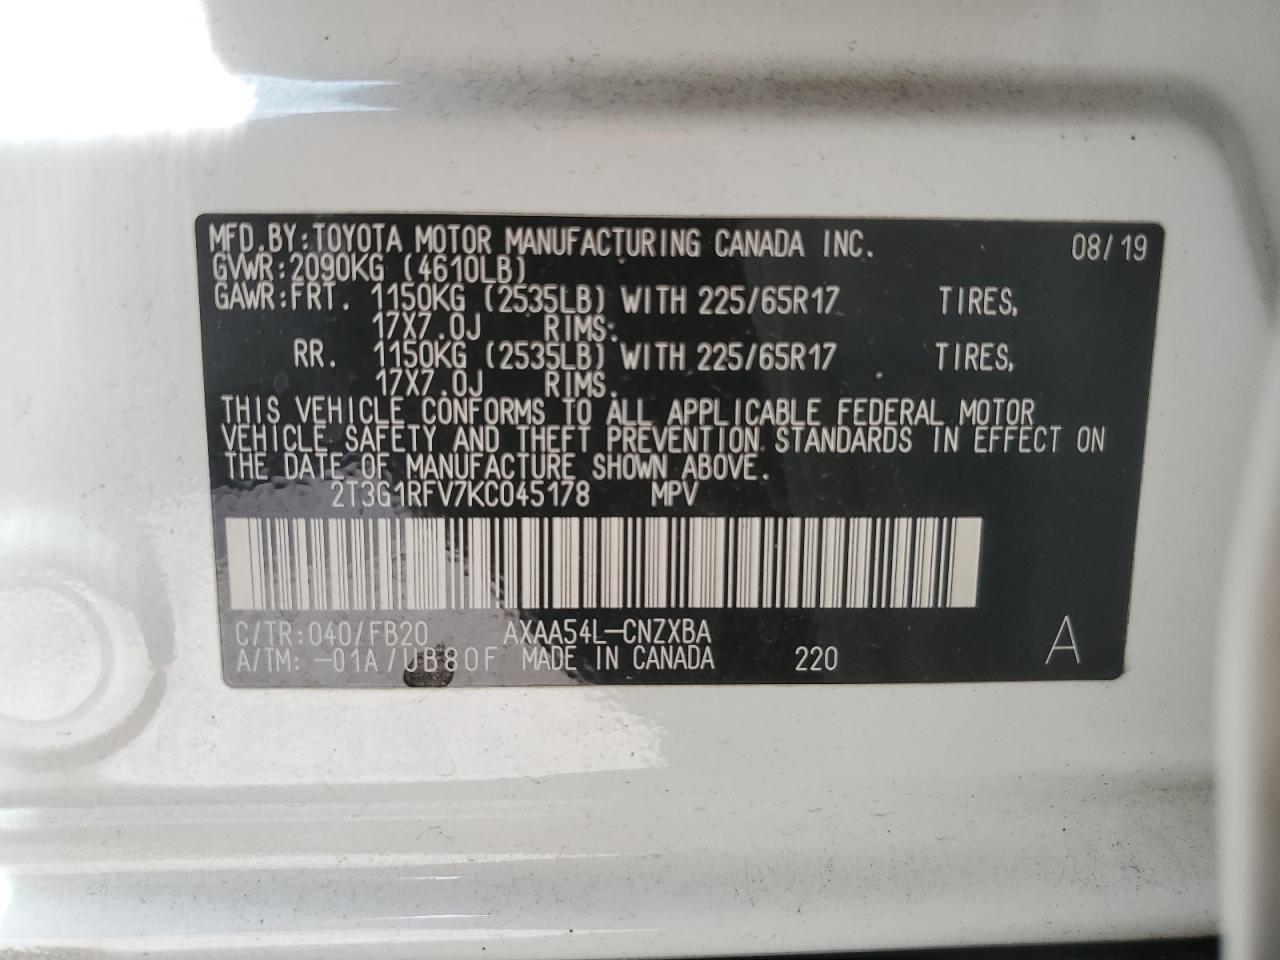 MFD.BY:TOYOTA MOTOR MANUFACTURING CANADA INC. 08/19
GVWR:2090KG (4610LB)
GAWR:FRT. 1150KG (2535LB) WITH 225/65R17 TIRES,
17X7.0J RIMS.
RR. 1150KG (2535LB) WITH 225/65R17 TIRES,
17X7.0J RIMS.
THIS VEHICLE CONFORMS TO ALL APPLICABLE FEDERAL MOTOR
VEHICLE SAFETY AND THEFT PREVENTION STANDARDS IN EFFECT ON
THE DATE OF MANUFACTURE SHOWN ABOVE.
2T3G1RFV7KC045178 MPV
C/TR:040/FB20 AXAA54L-CNZXBA
A/TM:-01A/UB80F MADE IN CANADA 220 A